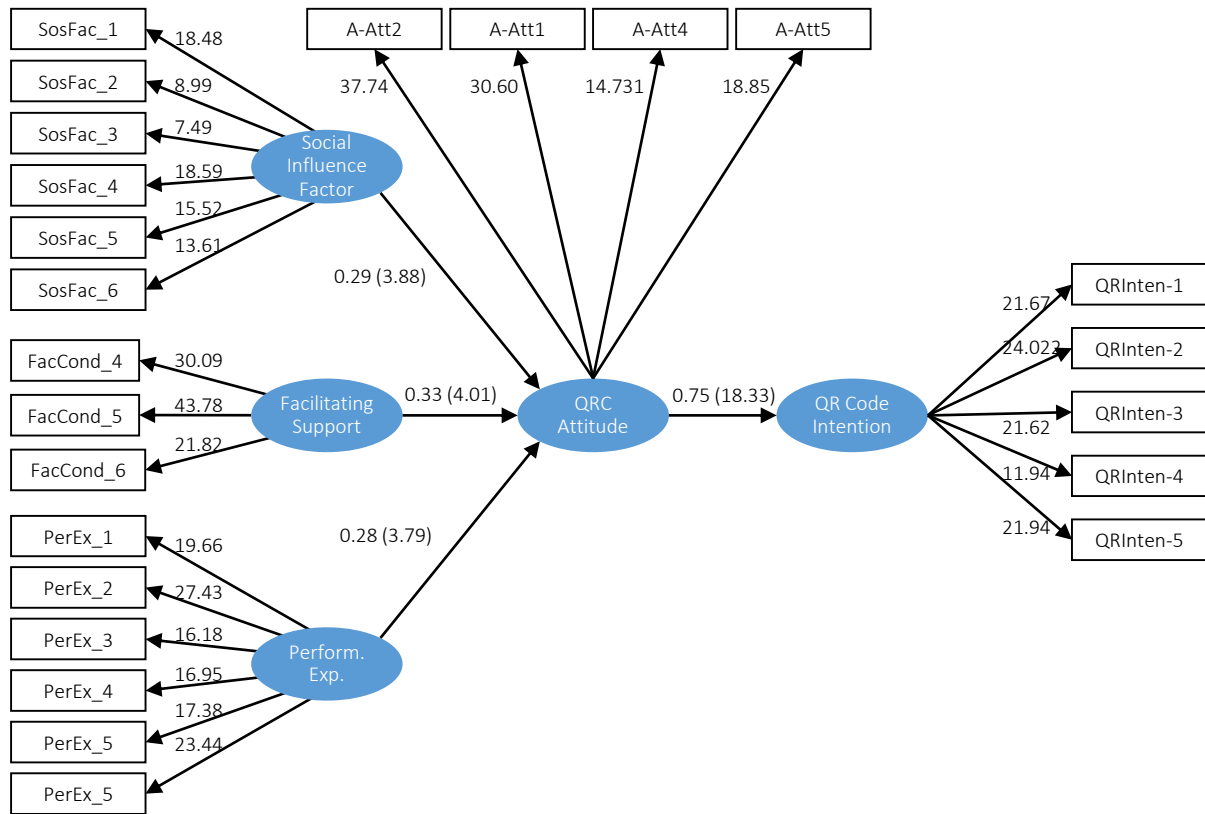 SosFac_1
SosFac_2
SosFac_3
SosFac_4
SosFac_5
SosFac_6
18.48
8.99
7.49
18.59
15.52
13.61
Social
Influence
Factor
A-Att2
A-Att1
A-Att4
A-Att5
37.74
30.60
14.731
18.85
0.29 (3.88)
FacCond_4
FacCond_5
FacCond_6
30.09
43.78
21.82
Facilitating
Support
0.33 (4.01)
QRC
Attitude
0.75 (18.33)
QR Code
Intention
21.67
24.022
21.62
11.94
21.94
QRInten-1
QRInten-2
QRInten-3
QRInten-4
QRInten-5
PerEx_1
PerEx_2
PerEx_3
PerEx_4
PerEx_5
PerEx_5
19.66
27.43
16.18
16.95
17.38
23.44
Perform.
Exp.
0.28 (3.79)